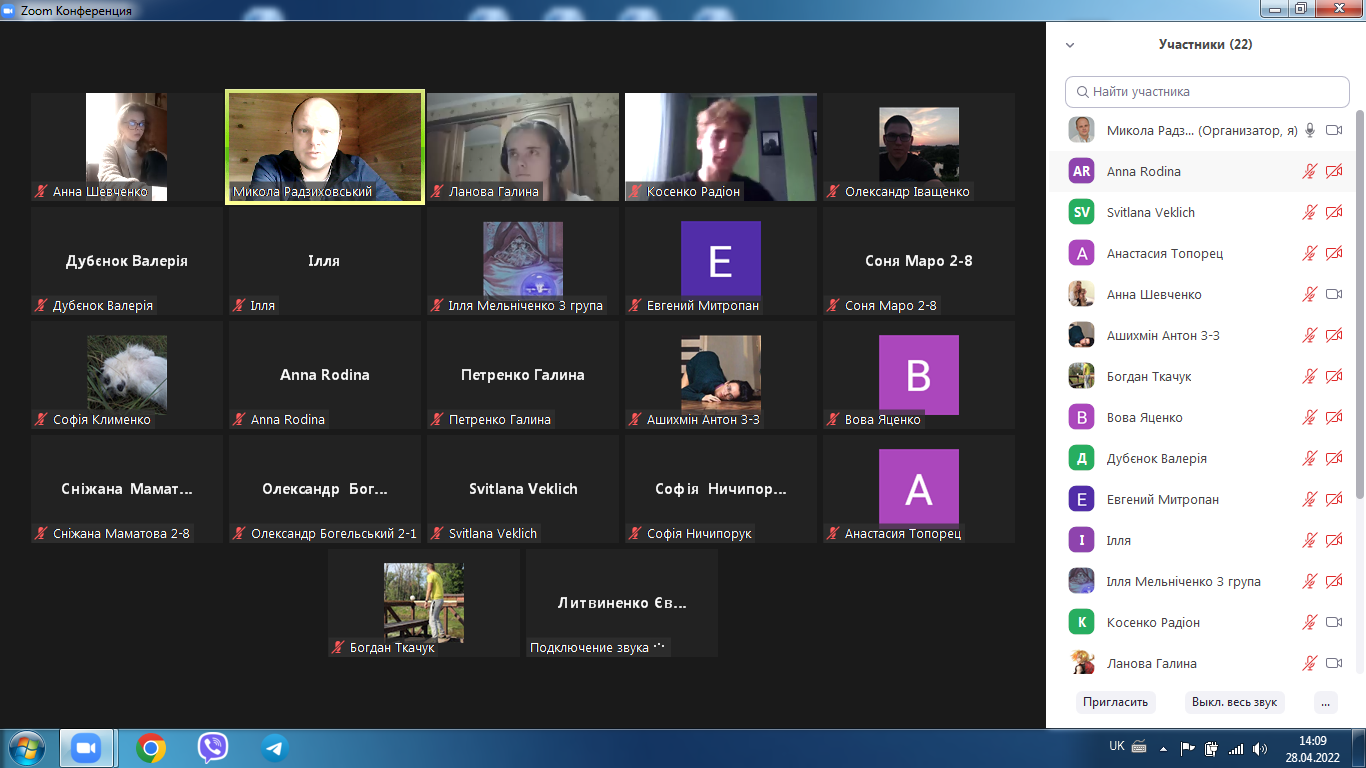 Zoom Конференция
Анна Шевченко
Микола Радзиховський
Ланова Галина
Косенко Радіон
Олександр Іващенко
Дубєнок Валерія
Ілля
Соня Маро 2-8
E
Дубєнок Валерія
Ілля
Ілля Мельніченко 3 група
Евгений Митропан
Соня Маро 2-8
Anna Rodina
Петренко Галина
В
Софія Клименко
Anna Rodina
Петренко Галина
Ашихмін Антон 3-3
Вова Яценко
Сніжана Мамат...
Олександр Бог...
Svitlana Veklich
Софія Ничипор...
А
Сніжана Маматова 2-8
Олександр Богельський 2-1
Svitlana Veklich
Софія Ничипорук
Анастасия Топорец
Литвиненко Єв...
Богдан Ткачук
Подключение звука
Участники (22)
Найти участника
Микола Радз... (Организатор, я)
AR Anna Rodina
SV Svitlana Veklich
А Анастасия Топорец
Анна Шевченко
Ашихмін Антон 3-3
Богдан Ткачук
В Вова Яценко
Д Дубєнок Валерія
Е Евгений Митропан
І Ілля
Ілля Мельніченко 3 група
К Косенко Радіон
Ланова Галина
Пригласить Выкл. весь звук ...
UK
14:09
28.04.2022